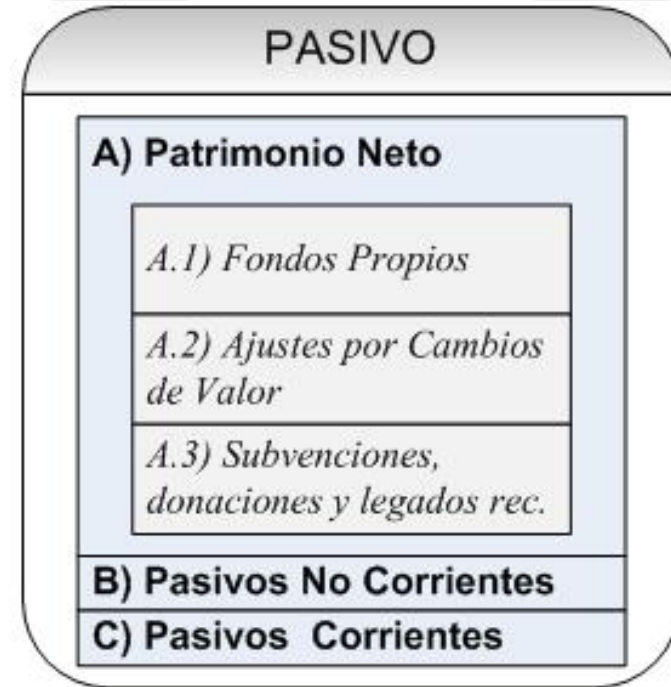 PASIVO
A) Patrimonio Neto
A.1) Fondos Propios
A.2) Ajustes por Cambios
de Valor
A.3) Subvenciones,
donaciones y legados rec.
B) Pasivos No Corrientes
C) Pasivos Corrientes